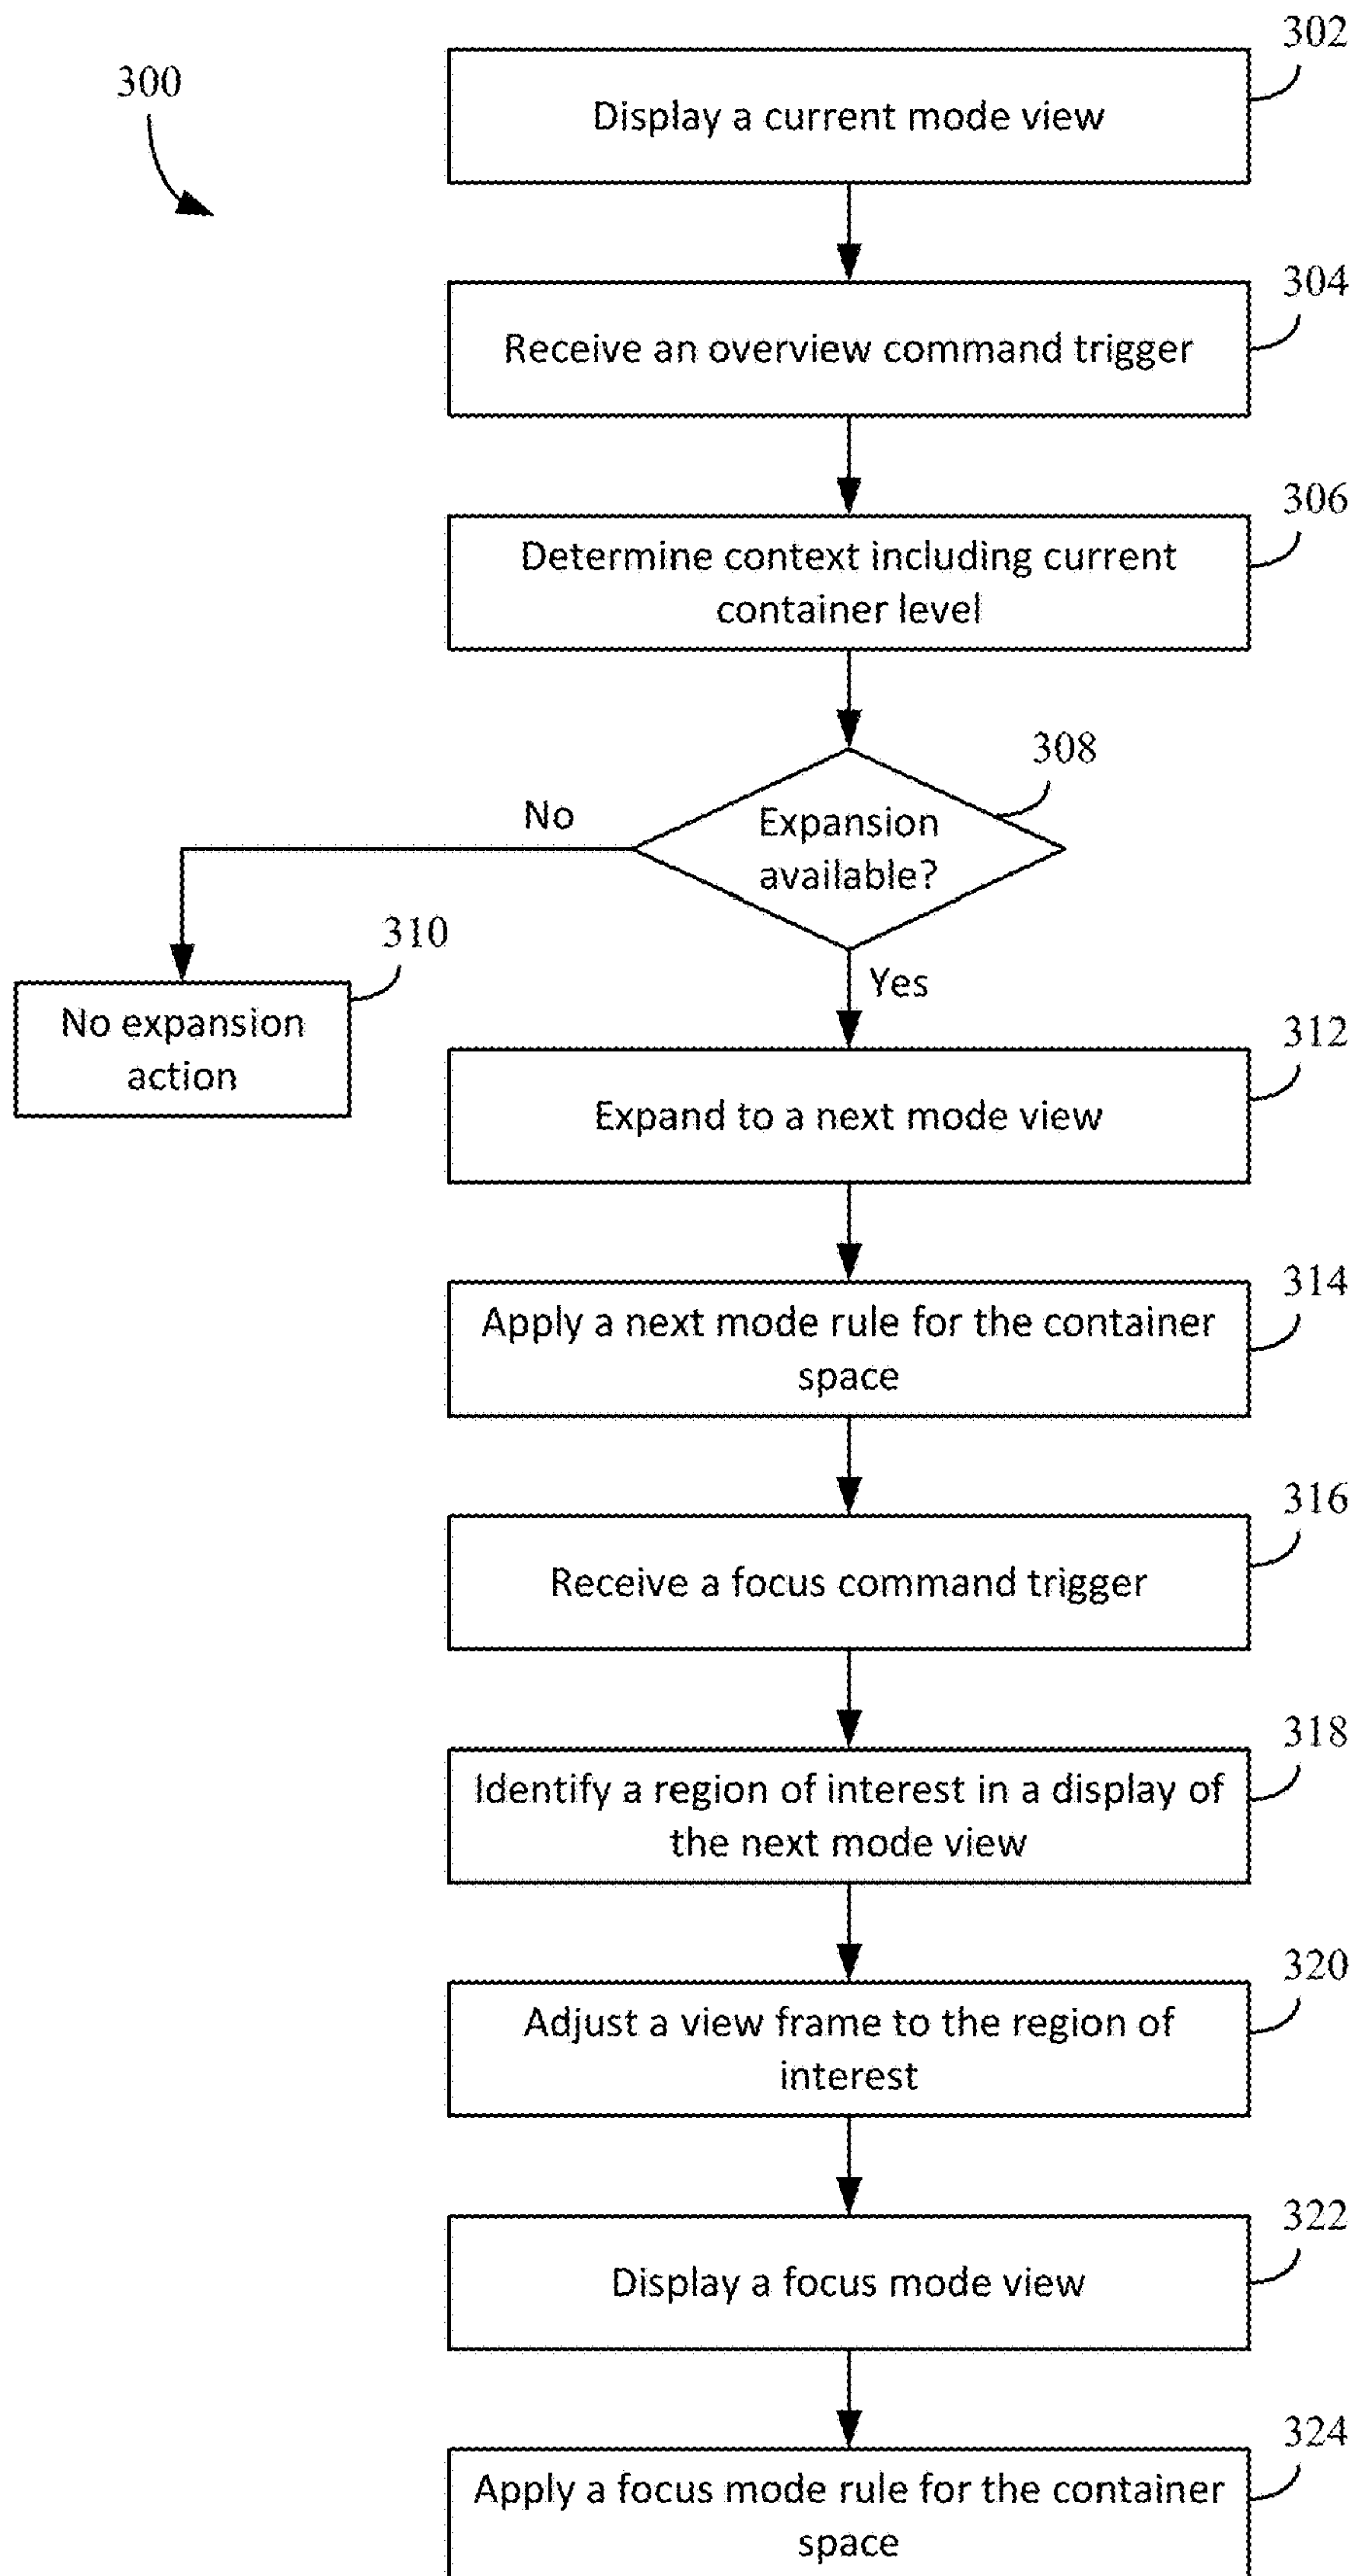 302
300
Display a current mode view
304
Receive an overview command trigger
306
Determine context including current
container level
308
No
Expansion
available?
310
Yes
No expansion
action
312
Expand to a next mode view
314
Apply a next mode rule for the container
space
316
Receive a focus command trigger
318
Identify a region of interest in a display of
the next mode view
320
Adjust a view frame to the region of
interest
322
Display a focus mode view
324
Apply a focus mode rule for the container
space